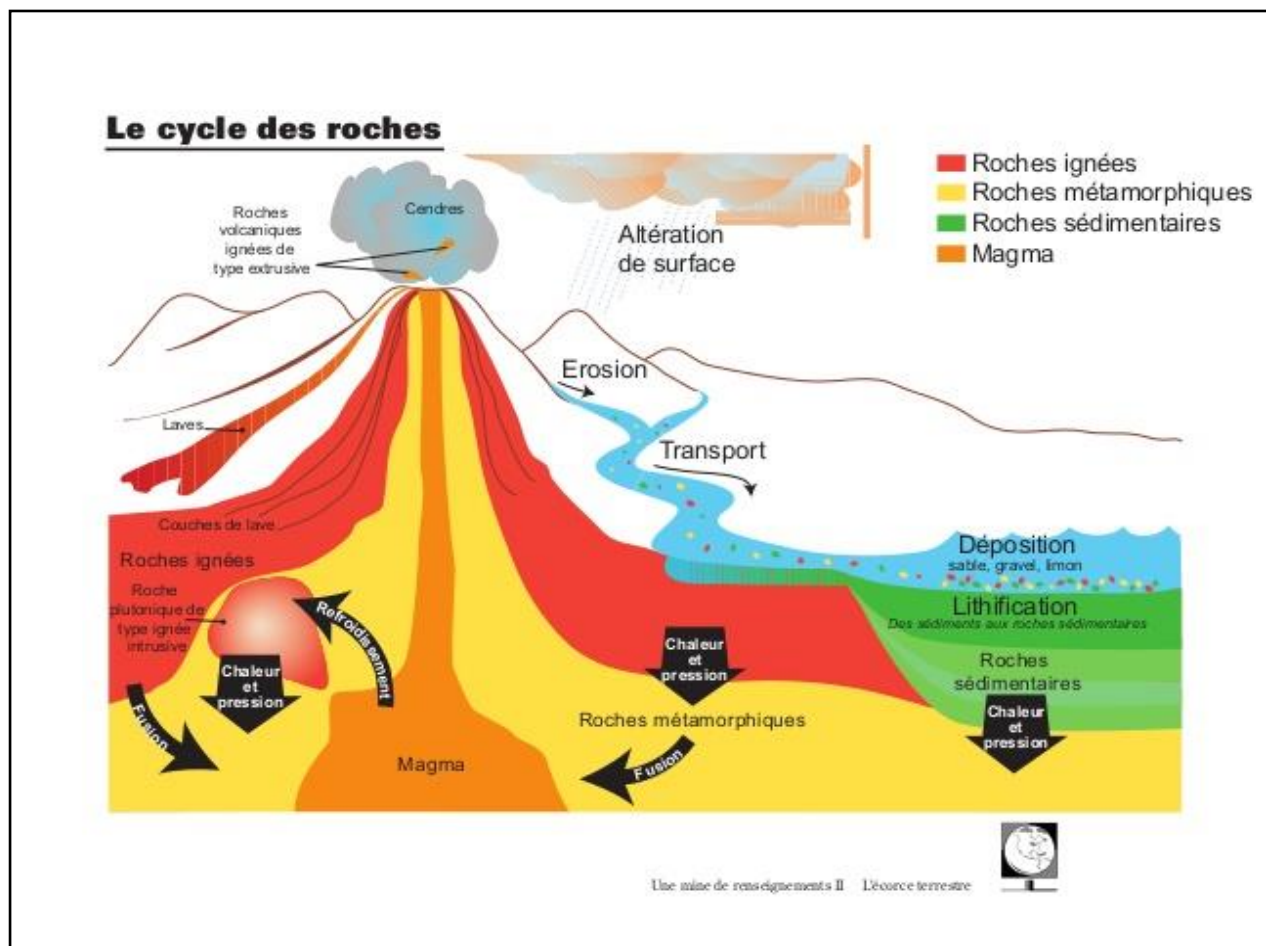 Le cycle des roches
Roches ignées
Roches métamorphiques
Roches sédimentaires
Magma
Cendres
Roches
volcaniques
ignées de
type extrusive
Altération
de surface
Erosion
Laves
Transport
Couches de lave
Roches ignées
Déposition
sable, gravel, limon
Lithification
Des sédiments aux roches sédimentaires
Roche
plutonique de
type ignée
intrusive
Refroidissement
Chaleur
et
pression
Chaleur
et
pression
Roches
sédimentaires
Chaleur
et
pression
Fusion
Roches métamorphiques
Fusion
Magma
Une mine de renseignements II L'écorce terrestre